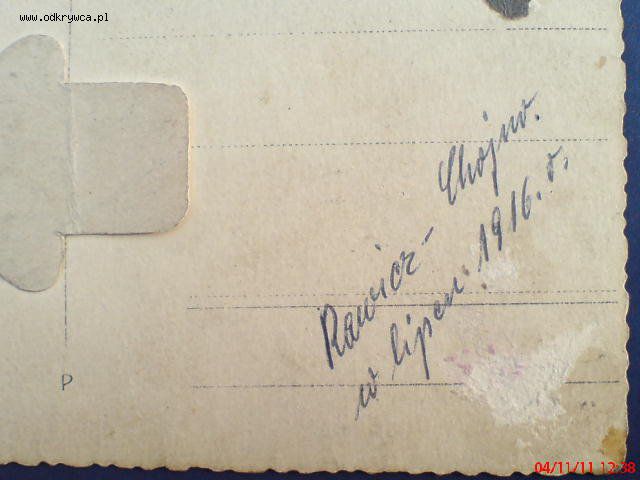 www.odkrywca.pl
Rawicz - Chojno.
w lipcu 1916. r.
P
04/11/11 12:38